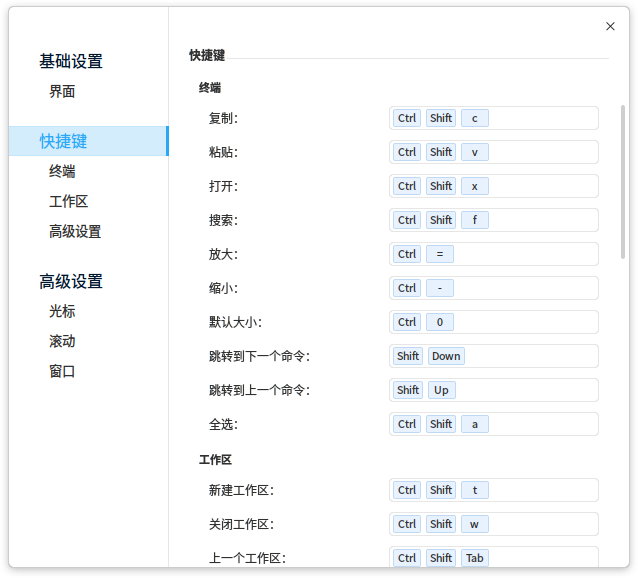 基础设置
界面
快捷键
终端
工作区
高级设置
高级设置
光标
滚动
窗口
快捷键
终端
复制： Ctrl Shift c
粘贴： Ctrl Shift v
打开： Ctrl Shift x
搜索： Ctrl Shift f
放大： Ctrl =
缩小： Ctrl -
默认大小： Ctrl 0
跳转到下一个命令： Shift Down
跳转到上一个命令： Shift Up
全选： Ctrl Shift a
工作区
新建工作区： Ctrl Shift t
关闭工作区： Ctrl Shift w
上一个工作区： Ctrl Shift Tab